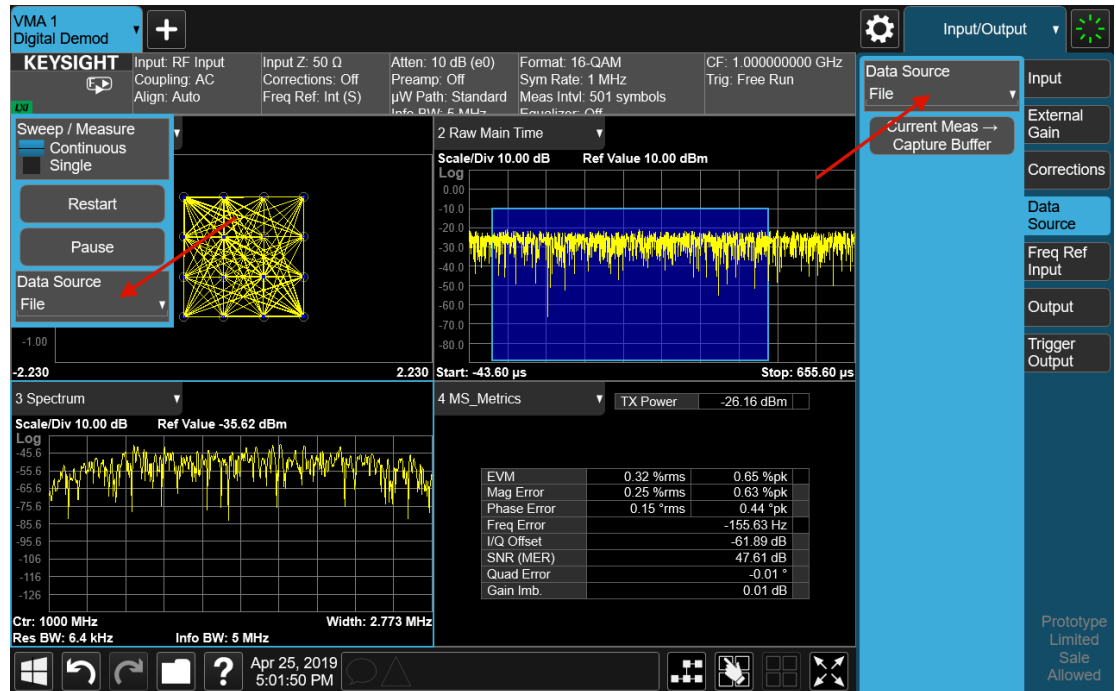 VMA 1
Digital Demod
Input/Output
KEYSIGHT
LXI
Input: RF Input
Coupling: AC
Align: Auto
Input Z: 50 Ω
Corrections: Off
Freq Ref: Int (S)
Atten: 10 dB (e0)
Preamp: Off
µW Path: Standard
Info BW: 5 MHz
Format: 16-QAM
Sym Rate: 1 MHz
Meas Intvl: 501 symbols
Equalizer: Off
CF: 1.000000000 GHz
Trig: Free Run
Sweep / Measure
Continuous
Single
Restart
Pause
Data Source
File
-1.00
-2.230
2.230
2 Raw Main Time
Scale/Div 10.00 dB
Ref Value 10.00 dBm
Log
0.00
-10.0
-20.0
-30.0
-40.0
-50.0
-60.0
-70.0
-80.0
Start: -43.60 µs
Stop: 655.60 µs
3 Spectrum
Scale/Div 10.00 dB
Ref Value -35.62 dBm
Log
-45.6
-55.6
-65.6
-75.6
-85.6
-95.6
-106
-116
-126
Ctr: 1000 MHz
Width: 2.773 MHz
Res BW: 6.4 kHz
Info BW: 5 MHz
4 MS_Metrics
TX Power -26.16 dBm
EVM 0.32 %rms 0.65 %pk
Mag Error 0.25 %rms 0.63 %pk
Phase Error 0.15 °rms 0.44 °pk
Freq Error -155.63 Hz
I/Q Offset -61.89 dB
SNR (MER) 47.61 dB
Quad Error -0.01 °
Gain Imb. 0.01 dB
Data Source
File
Current Meas →
Capture Buffer
Input
External
Gain
Corrections
Data
Source
Freq Ref
Input
Output
Trigger
Output
Prototype
Limited
Sale
Allowed
?
Apr 25, 2019
5:01:50 PM